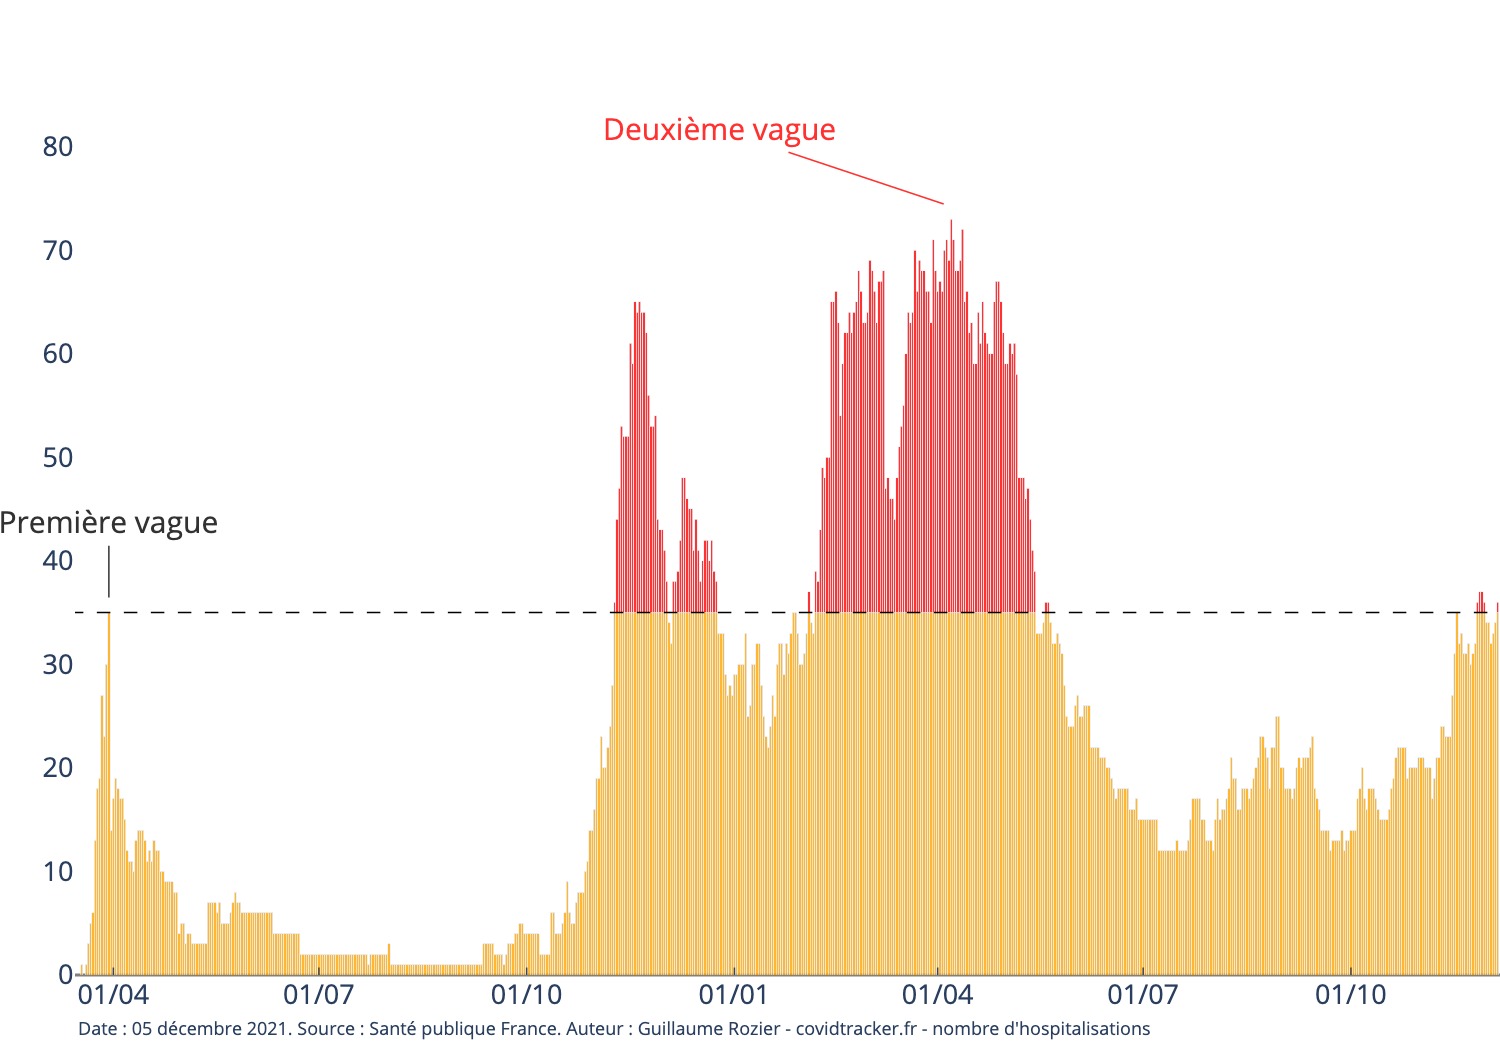 Deuxième vague
80
70
60
50
Première vague
40
30
20
10
0
01/04 01/07 01/10 01/01 01/04 01/07 01/10
Date : 05 décembre 2021. Source : Santé publique France. Auteur : Guillaume Rozier - covidtracker.fr - nombre d'hospitalisations